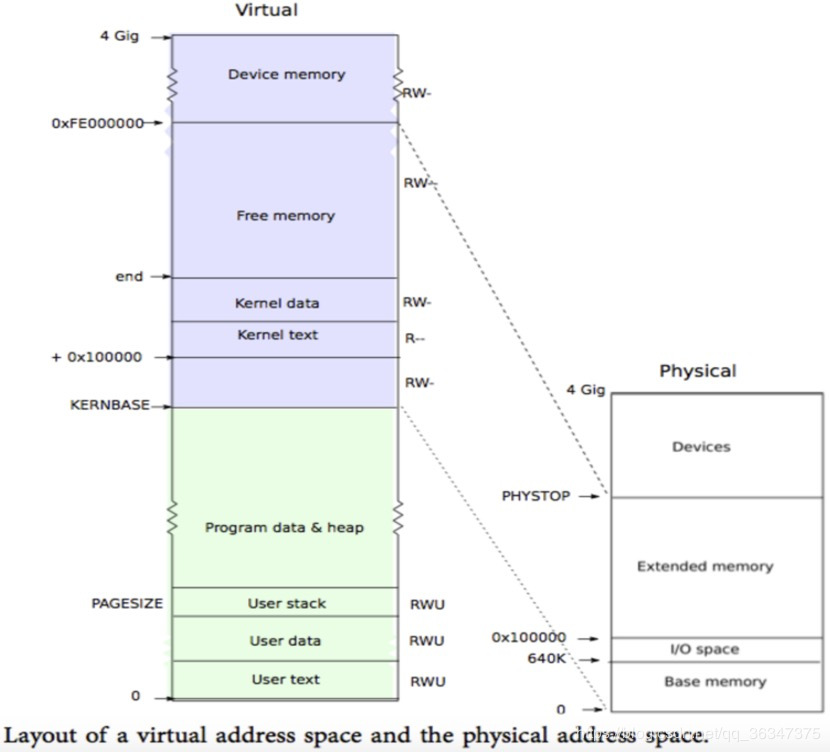 Virtual
4 Gig
Device memory
RW-
0xFE000000
RW-
Free memory
end
Kernel data
RW-
Kernel text
R--
+ 0x100000
RW-
KERNBASE
Program data & heap
PAGESIZE
User stack
RWU
User data
RWU
User text
RWU
0
Physical
4 Gig
Devices
PHYSTOP
Extended memory
0x100000
I/O space
640K
Base memory
0
Layout of a virtual address space and the physical address space.